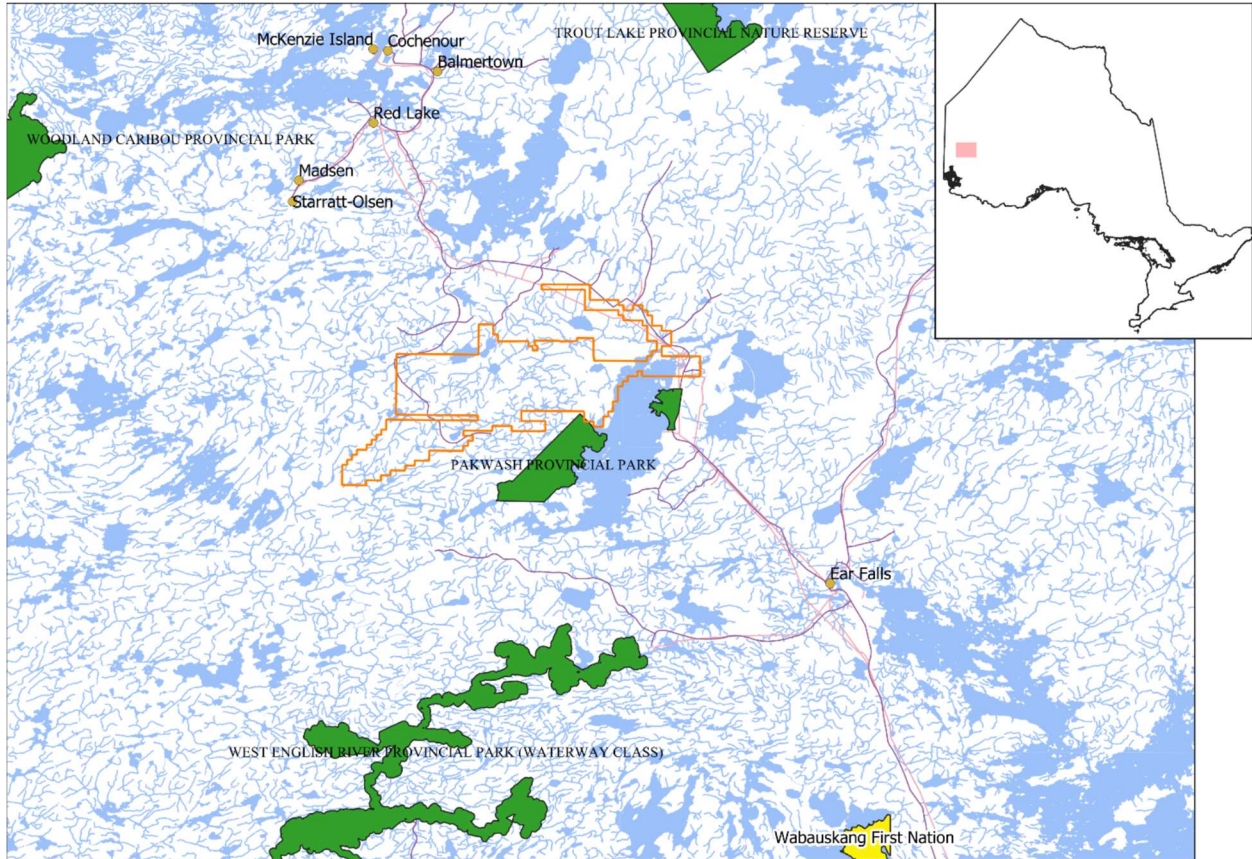 TROUT LAKE PROVINCIAL NATURE RESERVE
McKenzie Island
Cochenour
Balmertown
Red Lake
WOODLAND CARIBOU PROVINCIAL PARK
Madsen
Starratt-Olsen
PAKWASH PROVINCIAL PARK
Ear Falls
WEST ENGLISH RIVER PROVINCIAL PARK (WATERWAY CLASS)
Wabauskang First Nation